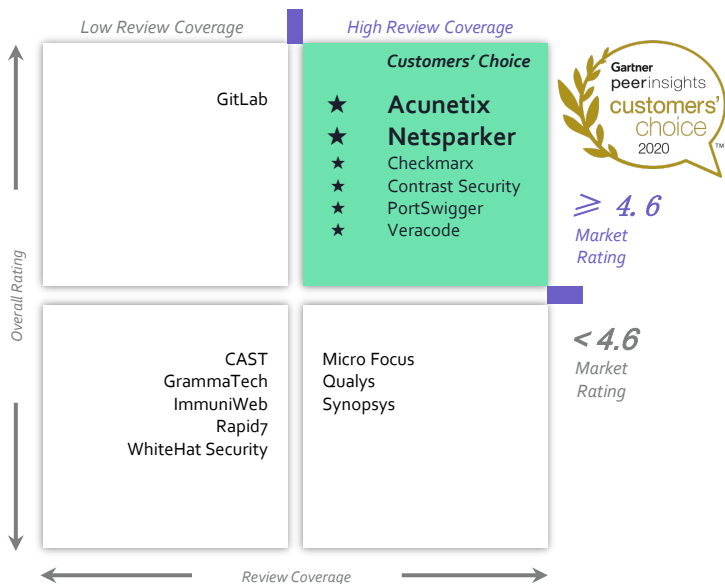 Low Review Coverage
High Review Coverage
Customers' Choice
GitLab
★ Acunetix
★ Netsparker
★ Checkmarx
★ Contrast Security
★ PortSwigger
★ Veracode
Gartner
peerinsights
customers'
choice
2020
TM
⩾ 4.6
Market
Rating
Overall Rating
CAST
GrammaTech
ImmuniWeb
Rapid7
WhiteHat Security
Micro Focus
Qualys
Synopsys
< 4.6
Market
Rating
Review Coverage